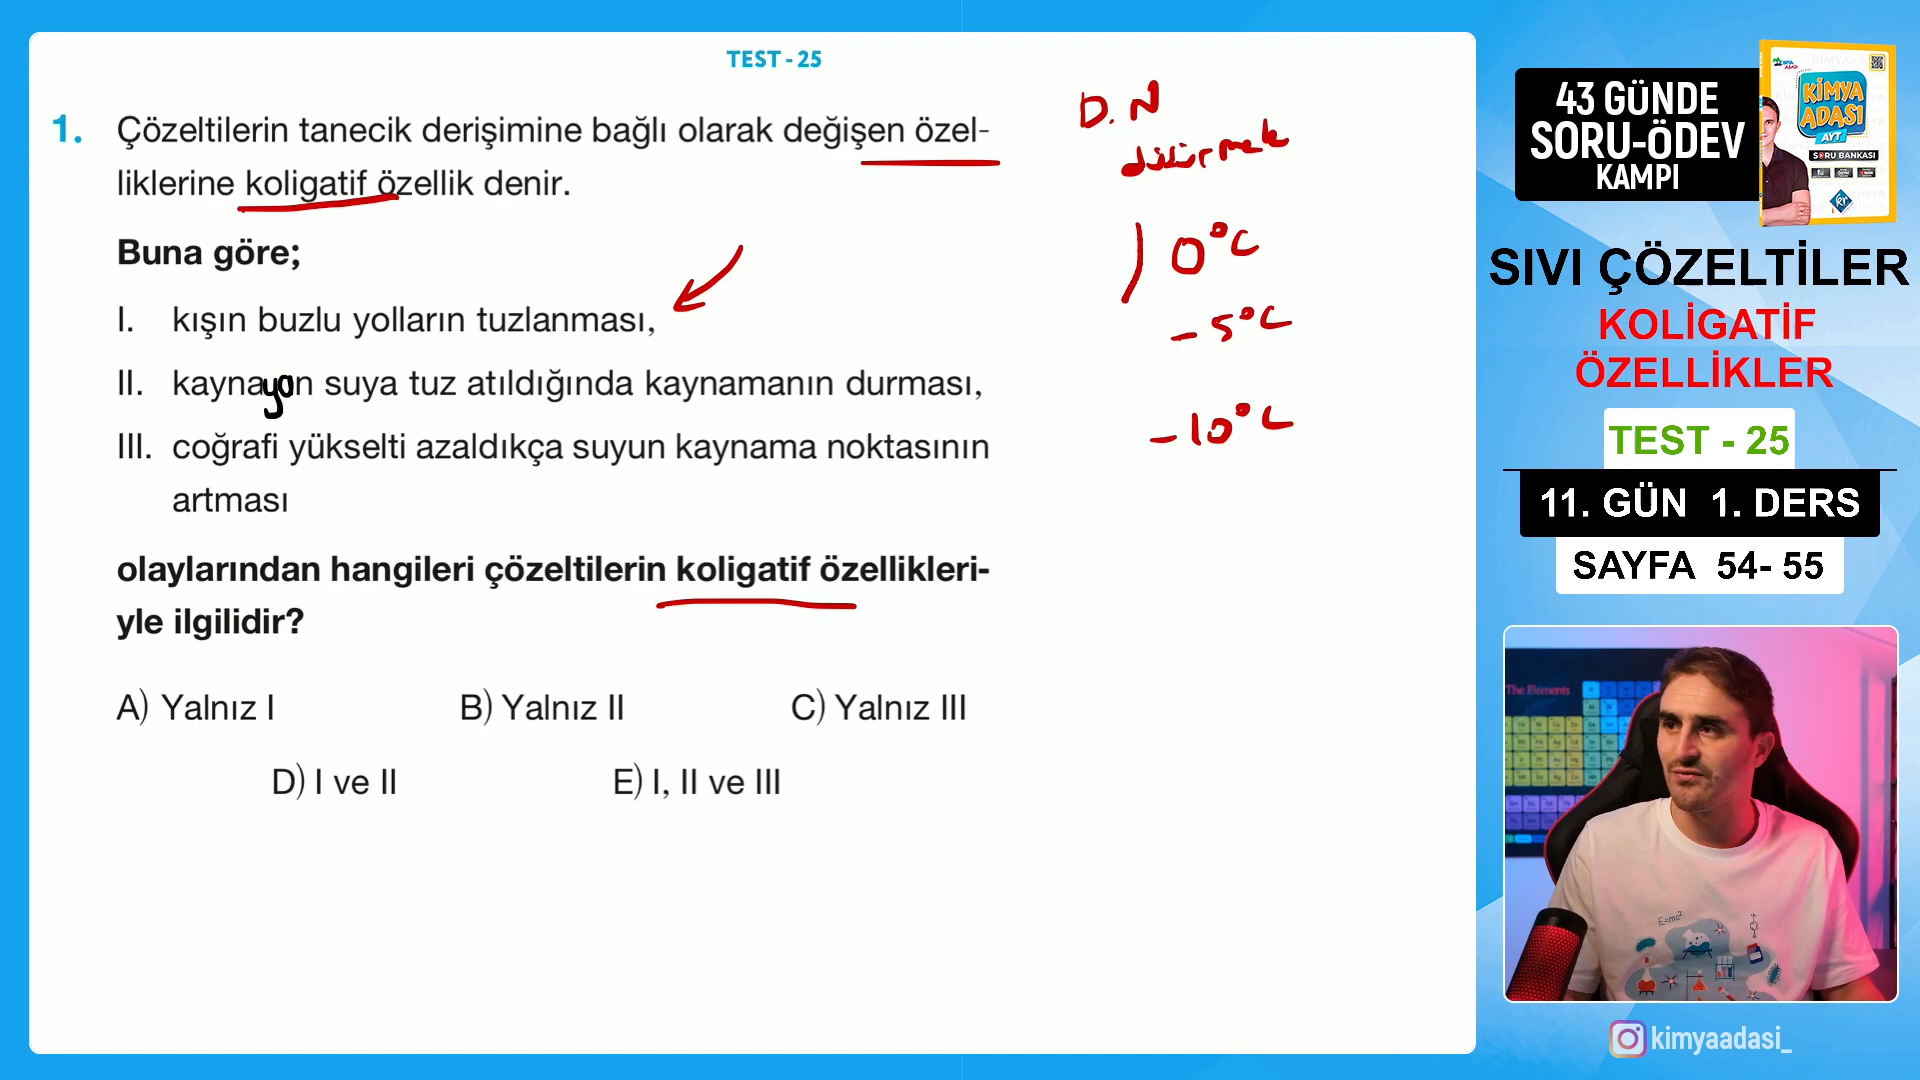 TEST - 25
1. Çözeltilerin tanecik derişimine bağlı olarak değişen özel-
liklerine koligatif özellik denir.
Buna göre;
I. kışın buzlu yolların tuzlanması,
II. kaynayan suya tuz atıldığında kaynamanın durması,
III. coğrafi yükselti azaldıkça suyun kaynama noktasının
artması
olaylarından hangileri çözeltilerin koligatif özellikleri-
yle ilgilidir?
A) Yalnız I B) Yalnız II C) Yalnız III
D) I ve II E) I, II ve III
D.N
düşürmek
0°C
-5°C
-10°C
43 GÜNDE
SORU-ÖDEV
KAMPI
KİMYA
ADASI
AYT
SORU BANKASI
kr
SIVI ÇÖZELTİLER
KOLİGATİF
ÖZELLİKLER
TEST - 25
11. GÜN 1. DERS
SAYFA 54- 55
The Elements
E=mc²
kimyaadasi_